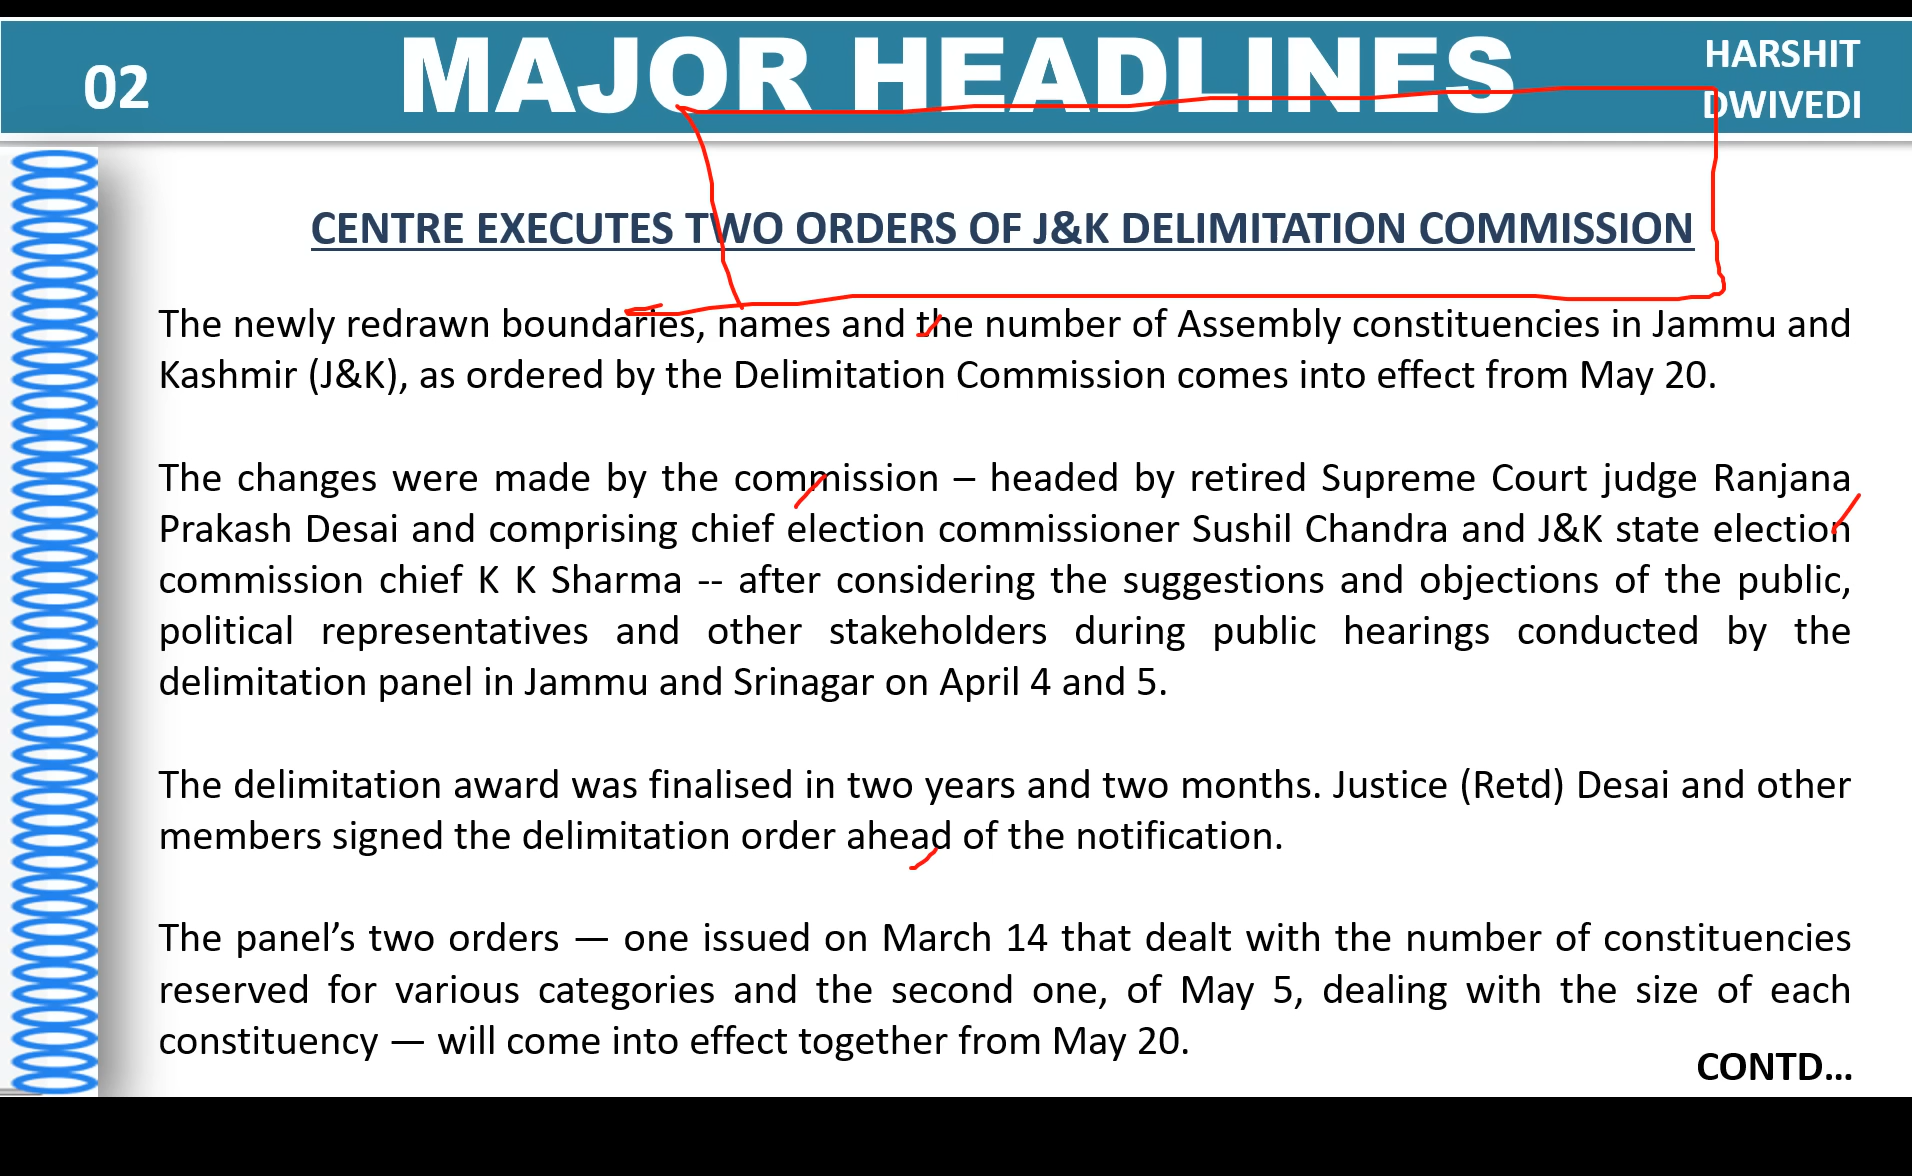 02
MAJOR HEADLINES
HARSHIT
DWIVEDI
CENTRE EXECUTES TWO ORDERS OF J&K DELIMITATION COMMISSION
The newly redrawn boundaries, names and the number of Assembly constituencies in Jammu and
Kashmir (J&K), as ordered by the Delimitation Commission comes into effect from May 20.
The changes were made by the commission – headed by retired Supreme Court judge Ranjana
Prakash Desai and comprising chief election commissioner Sushil Chandra and J&K state election
commission chief K K Sharma -- after considering the suggestions and objections of the public,
political representatives and other stakeholders during public hearings conducted by the
delimitation panel in Jammu and Srinagar on April 4 and 5.
The delimitation award was finalised in two years and two months. Justice (Retd) Desai and other
members signed the delimitation order ahead of the notification.
The panel’s two orders — one issued on March 14 that dealt with the number of constituencies
reserved for various categories and the second one, of May 5, dealing with the size of each
constituency — will come into effect together from May 20.
CONTD...